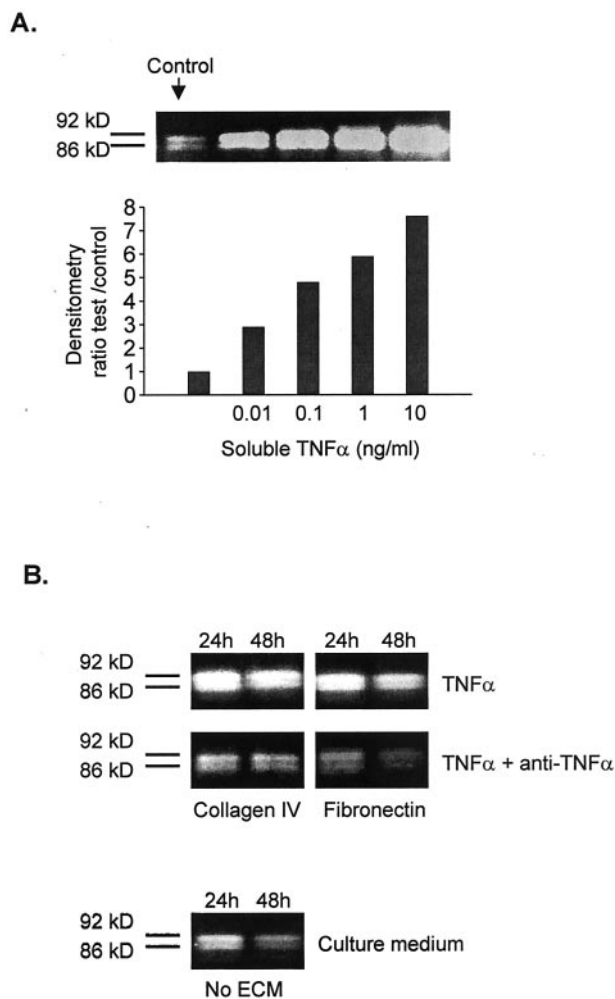 A.
Control
92 kD
86 kD
8
7
6
5
4
3
2
1
0
Densitometry
ratio test /control
0.01 0.1 1 10
Soluble TNFα (ng/ml)
B.
24h 48h 24h 48h
92 kD
86 kD
TNFα
92 kD
86 kD
TNFα + anti-TNFα
Collagen IV Fibronectin
24h 48h
92 kD
86 kD
Culture medium
No ECM